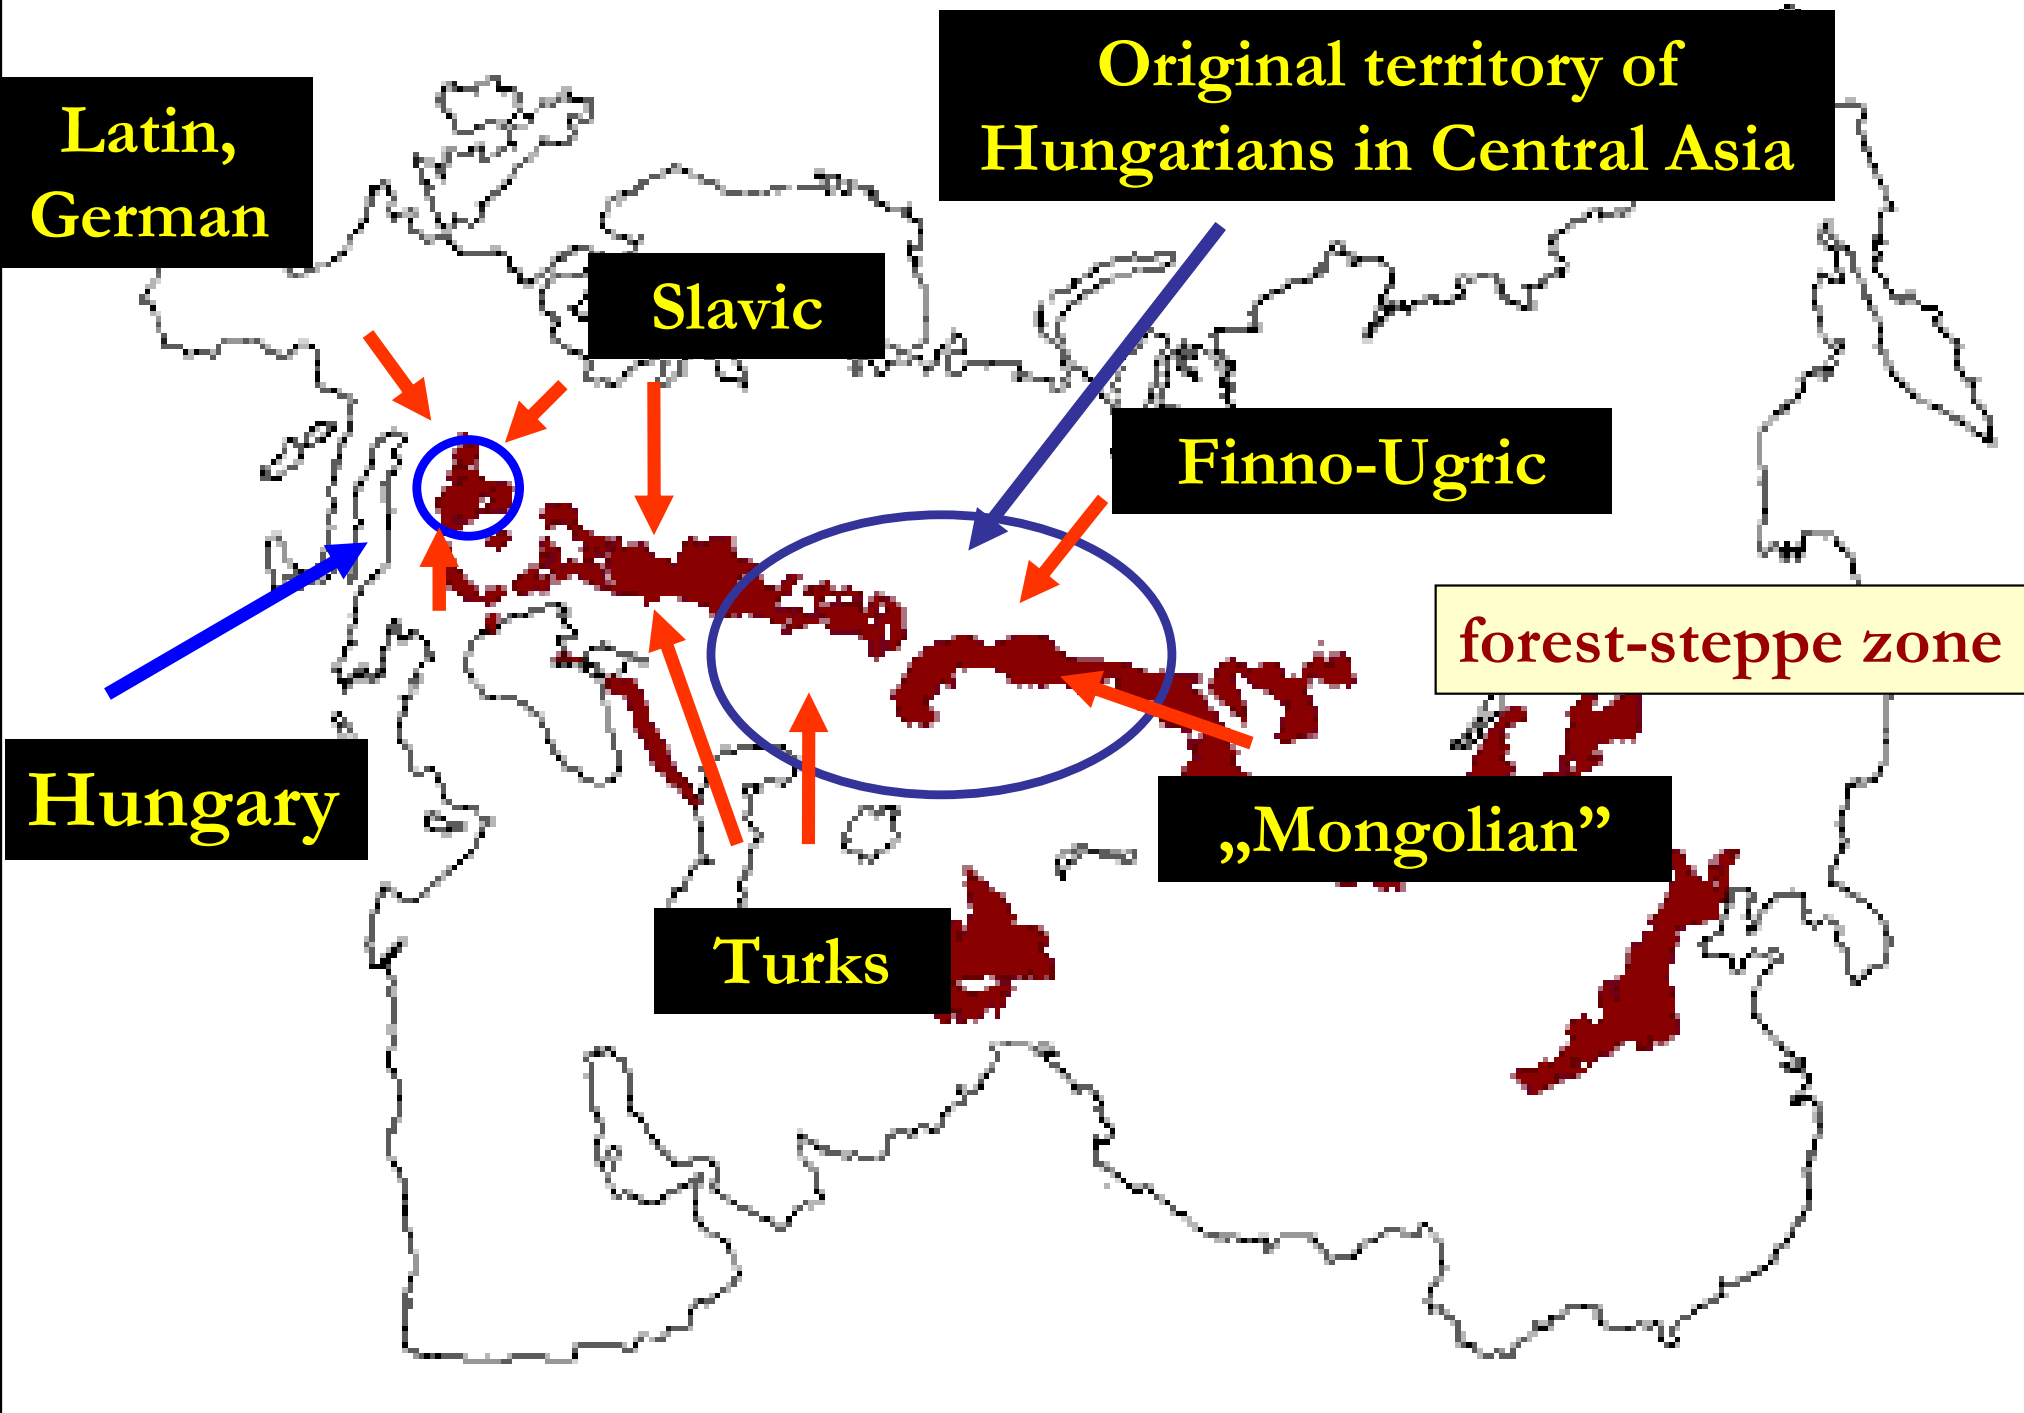 Original territory of
Hungarians in Central Asia
Latin,
German
Slavic
Finno-Ugric
forest-steppe zone
Hungary
„Mongolian”
Turks